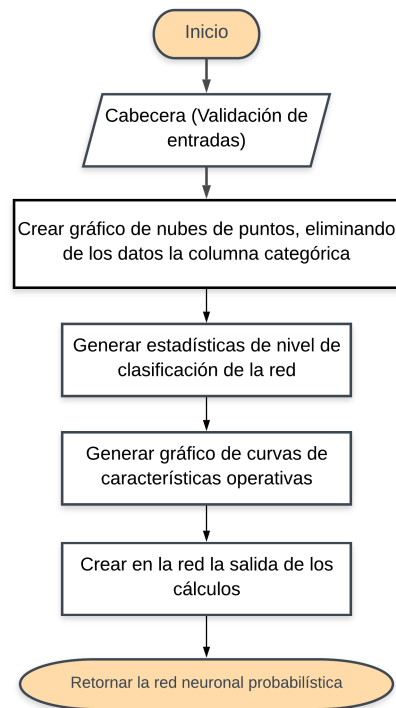 Inicio
Cabecera (Validación de
entradas)
Crear gráfico de nubes de puntos, eliminando
de los datos la columna categórica
Generar estadísticas de nivel de
clasificación de la red
Generar gráfico de curvas de
características operativas
Crear en la red la salida de los
cálculos
Retornar la red neuronal probabilística